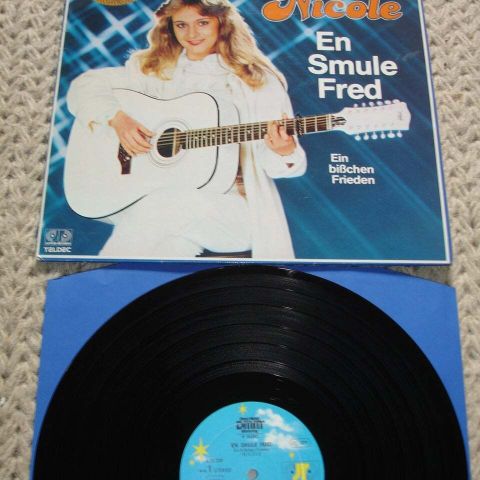 Nicole
En
Smule
Fred
Ein
bißchen
Frieden
TELDEC
EN SMULE FRED